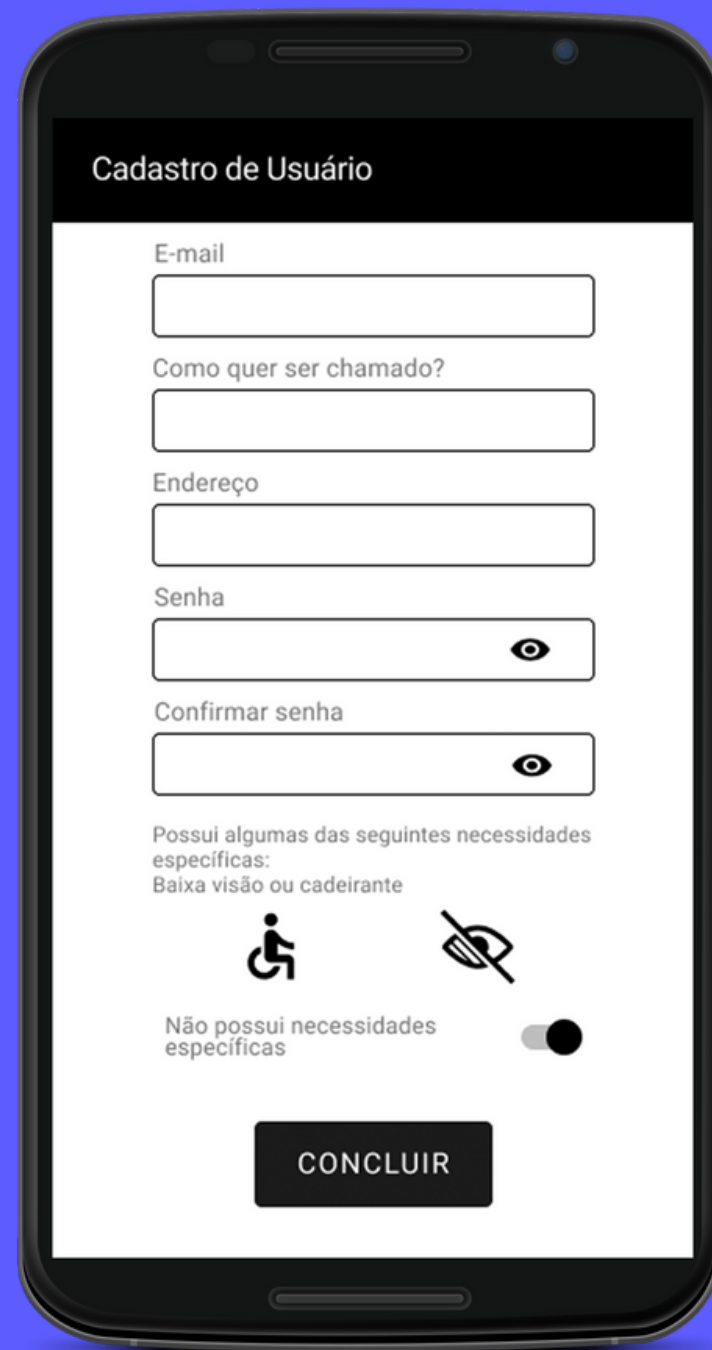 Cadastro de Usuário
E-mail
Como quer ser chamado?
Endereço
Senha
Confirmar senha
Possui algumas das seguintes necessidades
específicas:
Baixa visão ou cadeirante
Não possui necessidades
específicas
CONCLUIR